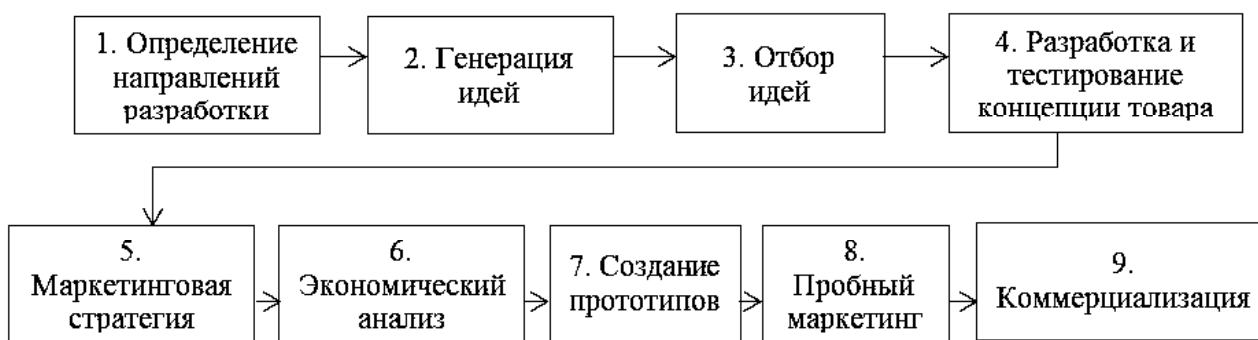 1. Определение
направлений
разработки
2. Генерация
идей
3. Отбор
идей
4. Разработка и
тестирование
концепции товара
5.
Маркетинговая
стратегия
6.
Экономический
анализ
7. Создание
прототипов
8.
Пробный
маркетинг
9.
Коммерциализация